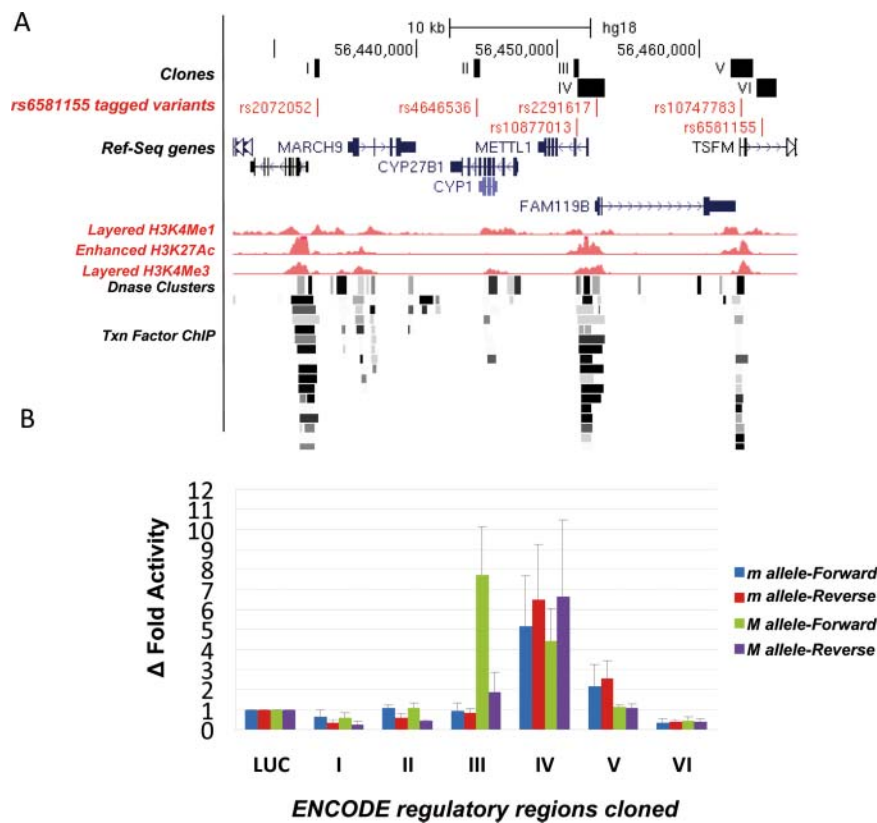 A
10 kb hg18
56,440,000 56,450,000 56,460,000
Clones I II III V
IV VI
rs6581155 tagged variants rs2072052 rs4646536 rs2291617 rs10747783
rs10877013 rs6581155
Ref-Seq genes MARCH9 METTL1 TSFM
CYP27B1
CYP1
FAM119B
Layered H3K4Me1
Enhanced H3K27Ac
Layered H3K4Me3
Dnase Clusters
Txn Factor ChIP
B
Δ Fold Activity
12
11
10
9
8
7
6
5
4
3
2
1
0
LUC I II III IV V VI
ENCODE regulatory regions cloned
m allele-Forward
m allele-Reverse
M allele-Forward
M allele-Reverse